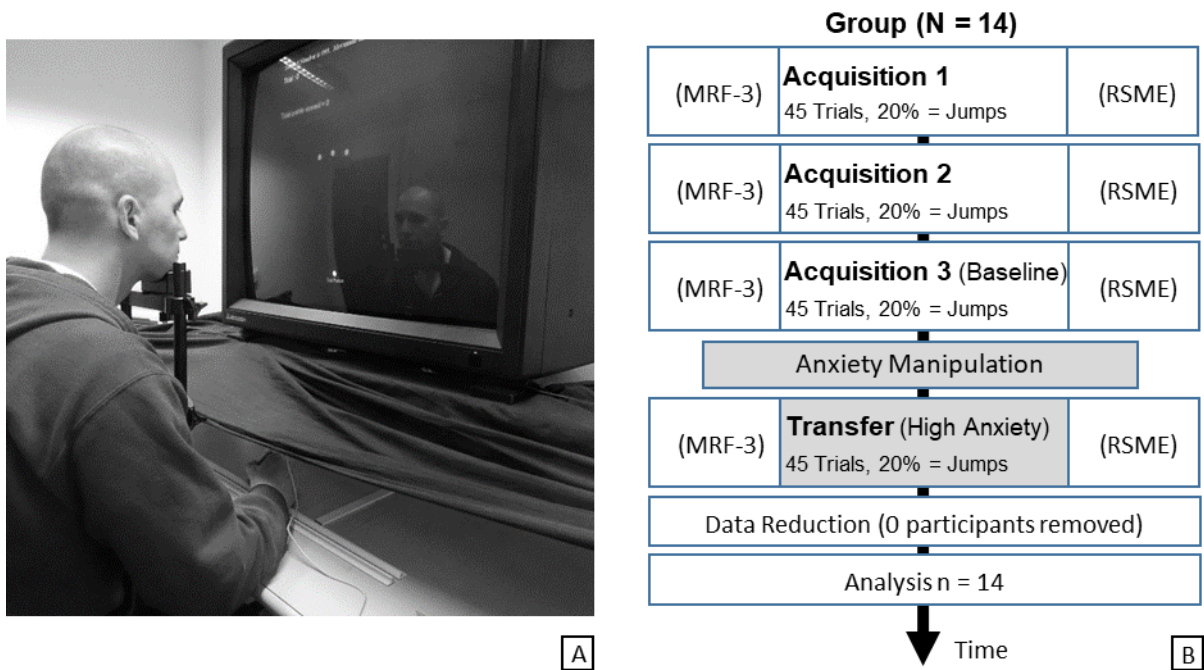 Group (N = 14)
(MRF-3)
Acquisition 1
45 Trials, 20% = Jumps
(RSME)
(MRF-3)
Acquisition 2
45 Trials, 20% = Jumps
(RSME)
(MRF-3)
Acquisition 3 (Baseline)
45 Trials, 20% = Jumps
(RSME)
Anxiety Manipulation
(MRF-3)
Transfer (High Anxiety)
45 Trials, 20% = Jumps
(RSME)
Data Reduction (0 participants removed)
Analysis n = 14
Time
A
B